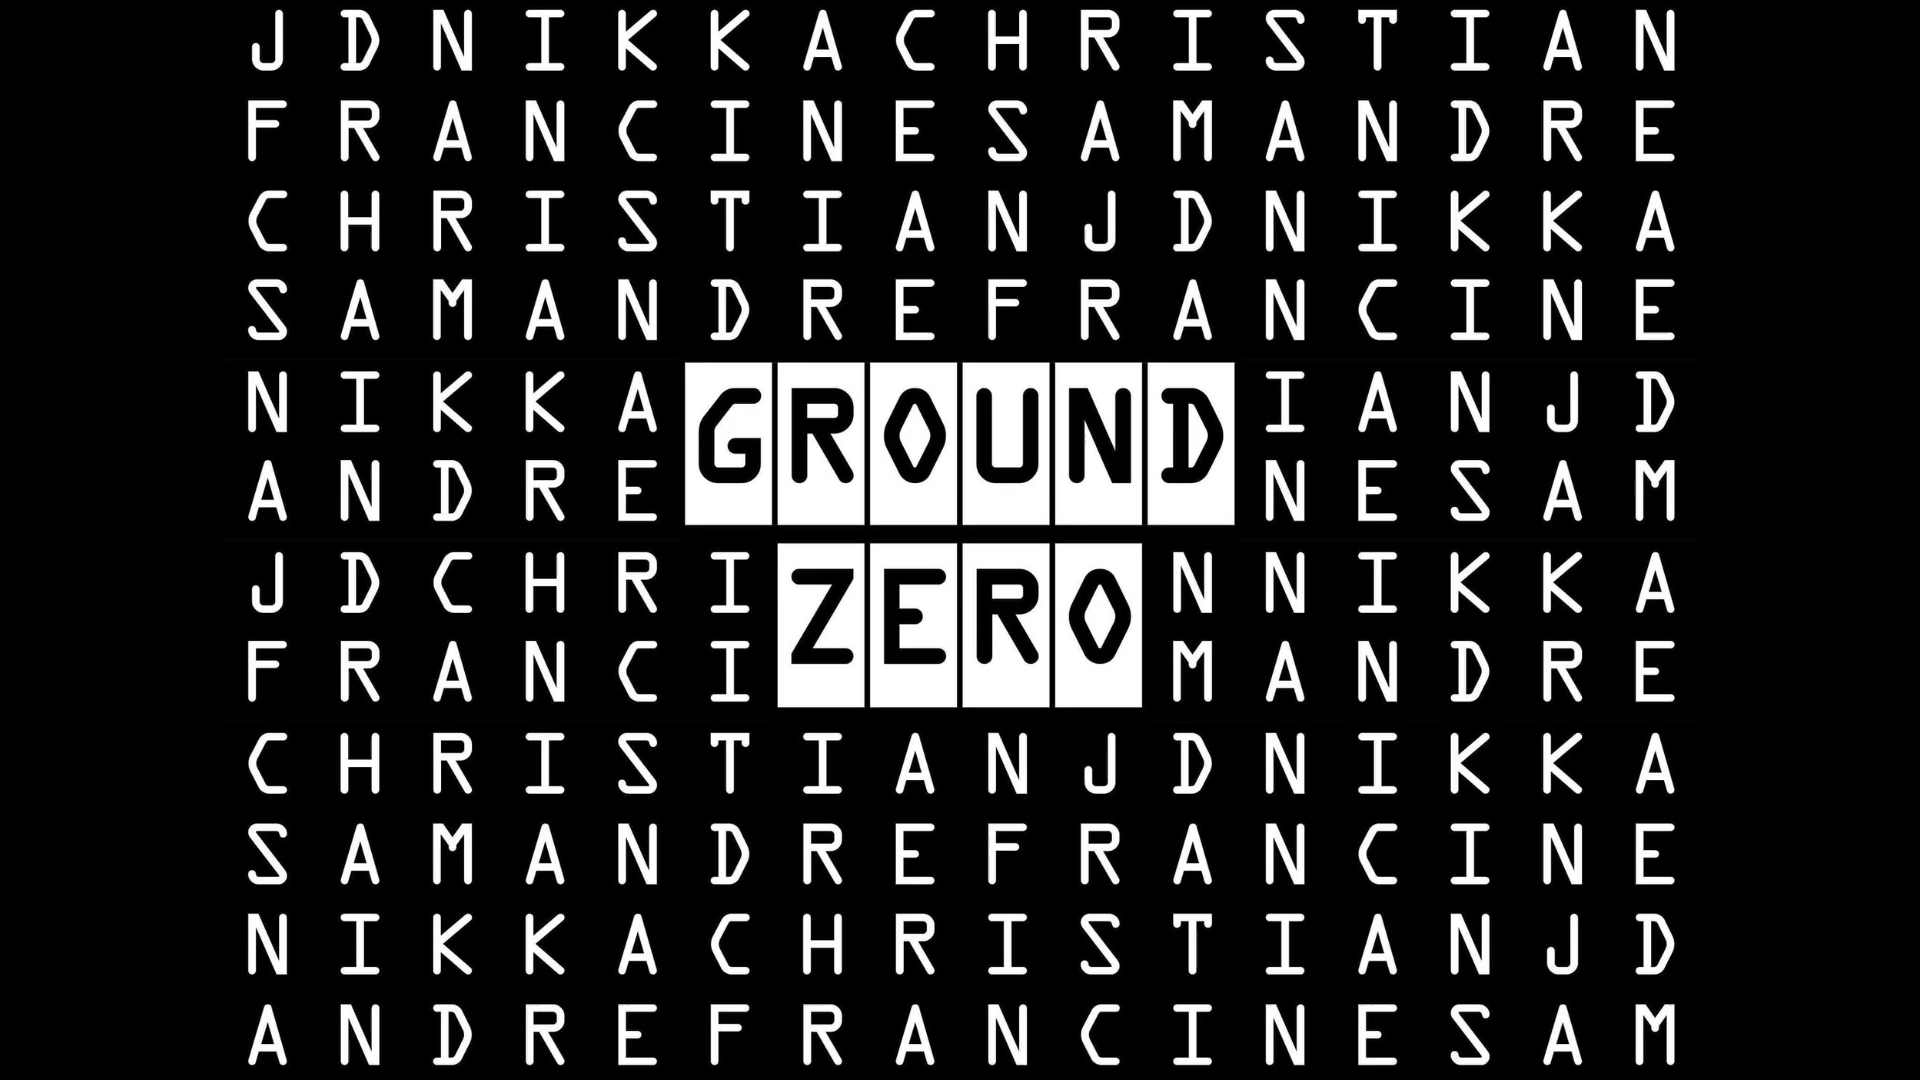 JDNIKKACHRISTIAN
FRANCINESAMANDRE
CHRISTIANJDNIKKA
SAMANDREFRANCINE
NIKKA GROUND IANJD
ANDRE NESAM
JDCHRI ZERO NNIKKA
FRANCI MANDRE
CHRISTIANJDNIKKA
SAMANDREFRANCINE
NIKKACHRISTIANJD
ANDREFRANCINESAM